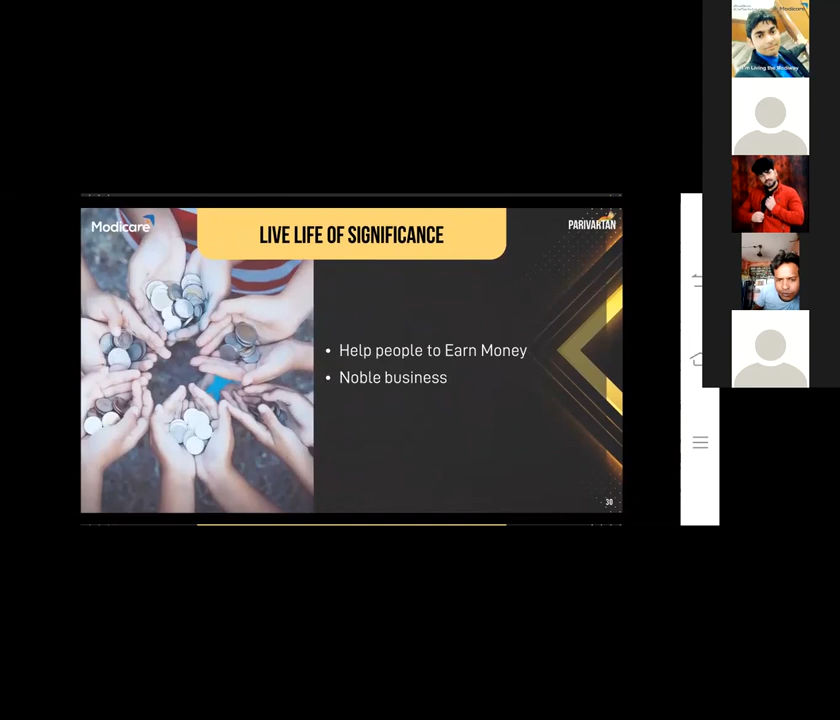 Modicare
LIVE LIFE OF SIGNIFICANCE
PARIVARTAN
• Help people to Earn Money
• Noble business
30
Modicare
I'm Living the Modiway